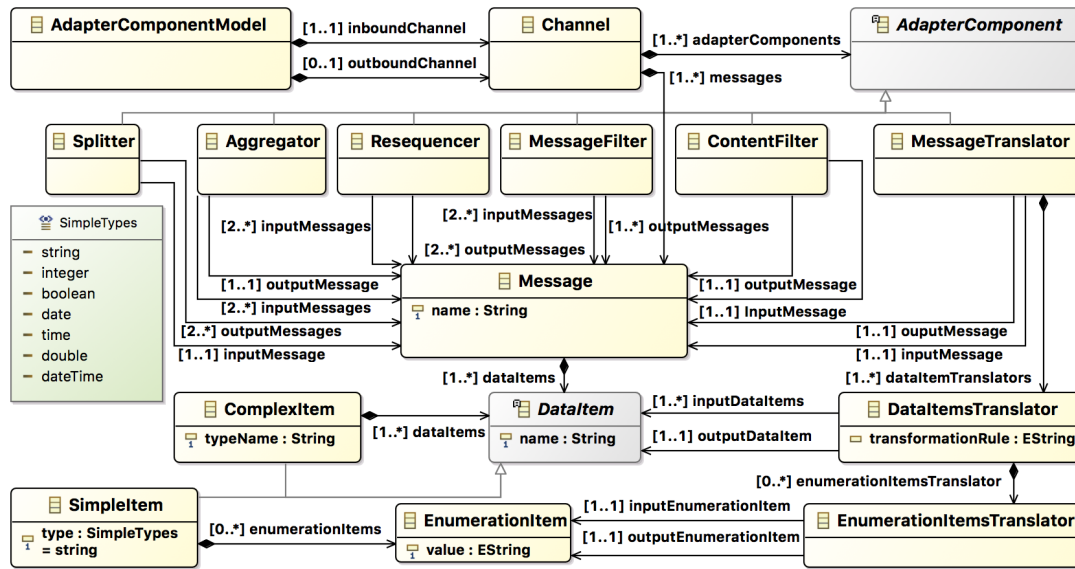 AdapterComponentModel
[1..1] inboundChannel
[0..1] outboundChannel
Channel
[1..*] adapterComponents
[1..*] messages
AdapterComponent
Splitter
Aggregator
Resequencer
MessageFilter
ContentFilter
MessageTranslator
SimpleTypes
string
integer
boolean
date
time
double
dateTime
[2..*] inputMessages
[2..*] inputMessages
[1..*] outputMessages
[2..*] outputMessages
Message
name : String
[1..1] outputMessage
[2..*] inputMessages
[2..*] outputMessages
[1..1] inputMessage
[1..1] outputMessage
[1..1] InputMessage
[1..1] ouputMessage
[1..1] inputMessage
[1..*] dataItems
[1..*] dataItemTranslators
ComplexItem
typeName : String
[1..*] dataItems
DataItem
name : String
[1..*] inputDataItems
[1..1] outputDataItem
DataItemsTranslator
transformationRule : EString
[0..*] enumerationItemsTranslator
SimpleItem
type : SimpleTypes
= string
[0..*] enumerationItems
EnumerationItem
value : EString
[1..1] inputEnumerationItem
[1..1] outputEnumerationItem
EnumerationItemsTranslator